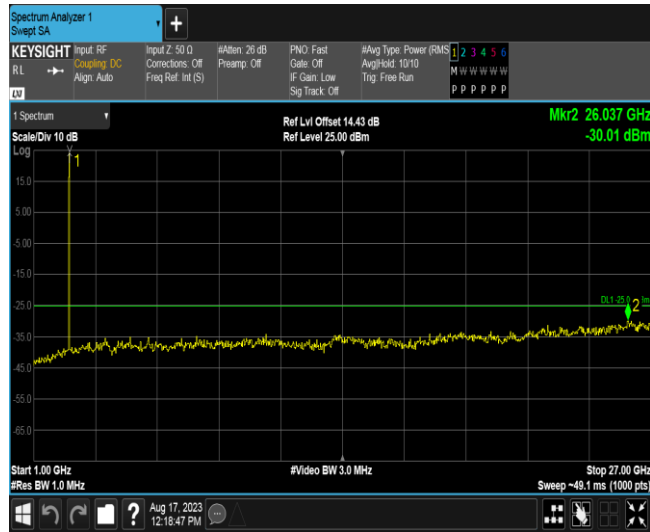 Spectrum Analyzer 1
Swept SA
KEYSIGHT
RL
LXI
Input: RF
Coupling: DC
Align: Auto
Input Z: 50 Ω
Corrections: Off
Freq Ref: Int (S)
#Atten: 26 dB
Preamp: Off
PNO: Fast
Gate: Off
IF Gain: Low
Sig Track: Off
#Avg Type: Power (RMS
Avg|Hold: 10/10
Trig: Free Run
1 2 3 4 5 6
M W W W W W
P P P P P P
1 Spectrum
Scale/Div 10 dB
Log
Ref Lvl Offset 14.43 dB
Ref Level 25.00 dBm
Mkr2 26.037 GHz
-30.01 dBm
1
15.0
5.00
-5.00
-15.0
-25.0
DL1 -25.0
2
-35.0
-45.0
-55.0
-65.0
Start 1.00 GHz
#Res BW 1.0 MHz
#Video BW 3.0 MHz
Stop 27.00 GHz
Sweep ~49.1 ms (1000 pts)
?
Aug 17, 2023
12:18:47 PM